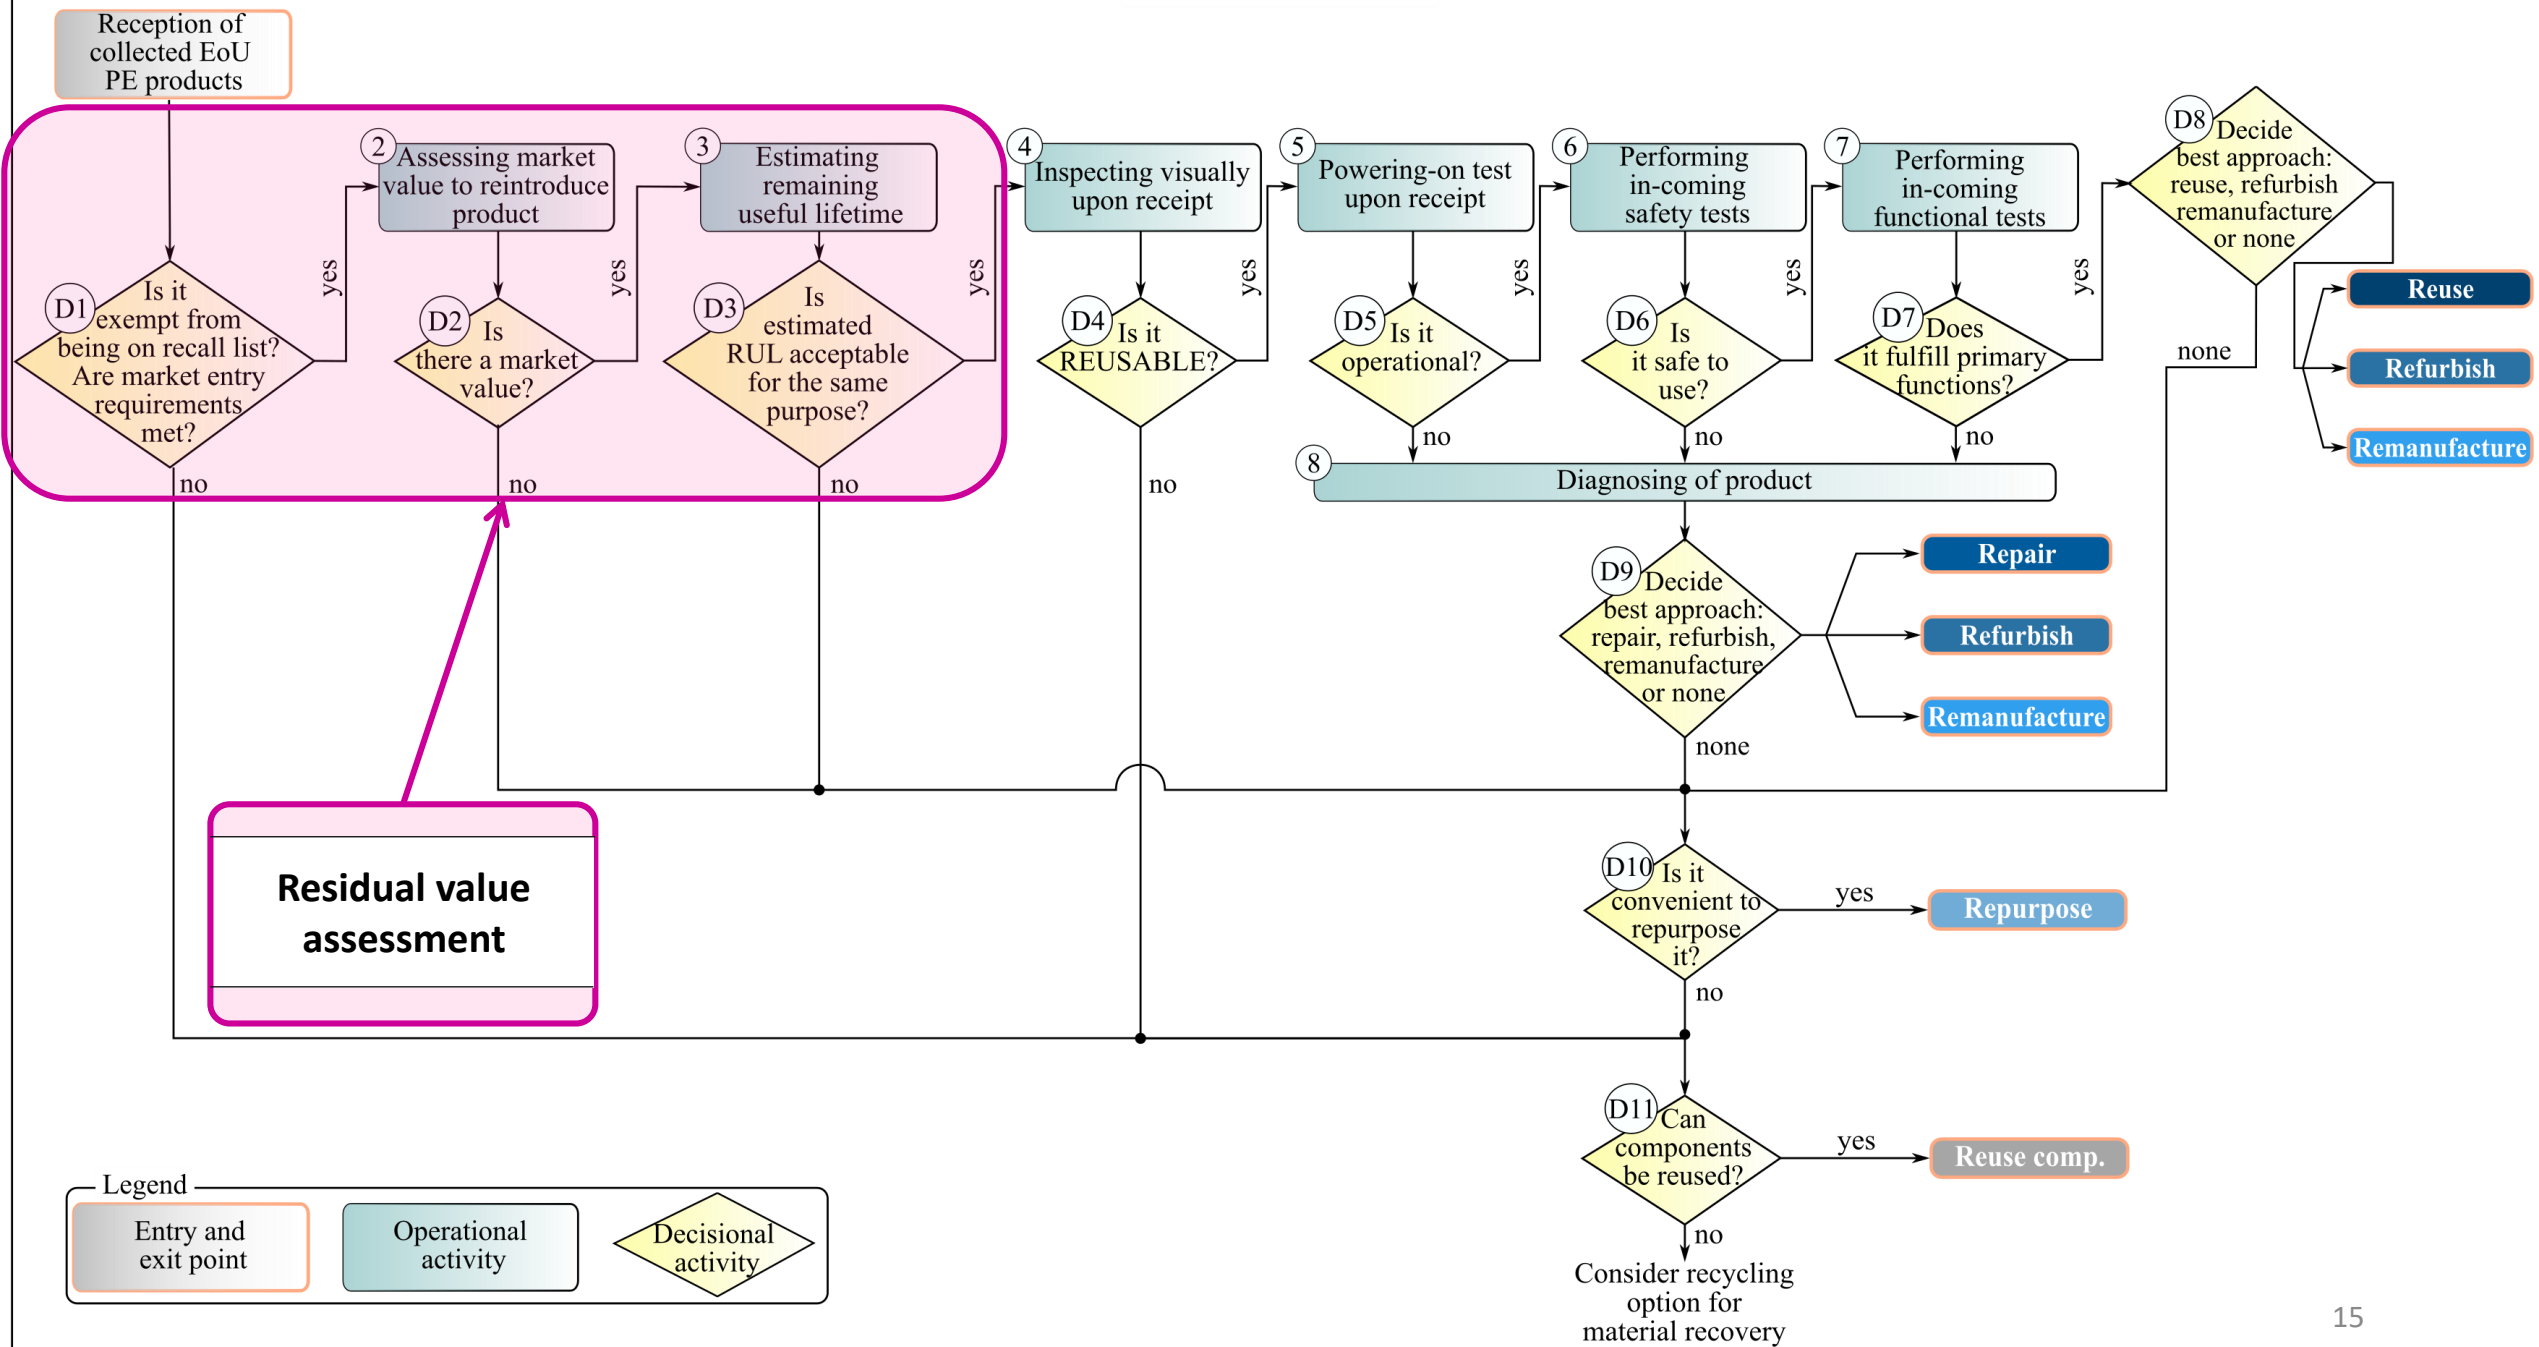 Reception of
collected EoU
PE products
D1
Is it
exempt from
being on recall list?
Are market entry
requirements
met?
yes
no
2
Assessing market
value to reintroduce
product
D2
Is
there a market
value?
yes
no
3
Estimating
remaining
useful lifetime
D3
Is
estimated
RUL acceptable
for the same
purpose?
yes
no
4
Inspecting visually
upon receipt
D4
Is it
REUSABLE?
yes
no
5
Powering-on test
upon receipt
D5
Is it
operational?
yes
no
6
Performing
in-coming
safety tests
D6
Is
it safe to
use?
yes
no
7
Performing
in-coming
functional tests
D7
Does
it fulfill primary
functions?
yes
no
D8
Decide
best approach:
reuse, refurbish
remanufacture
or none
none
Reuse
Refurbish
Remanufacture
8
Diagnosing of product
D9
Decide
best approach:
repair, refurbish,
remanufacture
or none
none
Repair
Refurbish
Remanufacture
Residual value
assessment
D10
Is it
convenient to
repurpose
it?
yes
no
Repurpose
D11
Can
components
be reused?
yes
no
Reuse comp.
Consider recycling
option for
material recovery
Legend
Entry and
exit point
Operational
activity
Decisional
activity
15